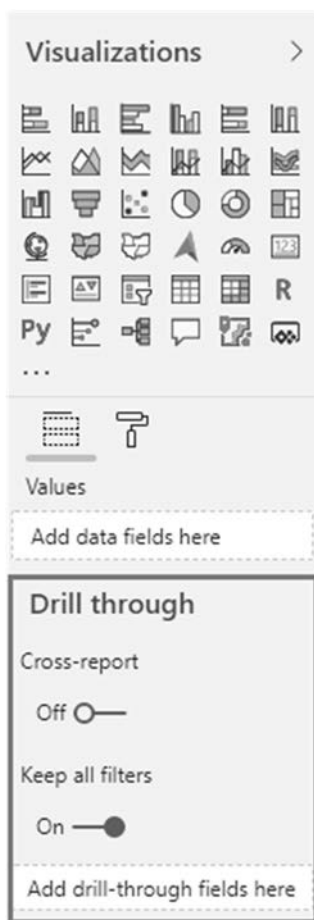 Visualizations
123
R
Py
...
Values
Add data fields here
Drill through
Cross-report
Off
Keep all filters
On
Add drill-through fields here